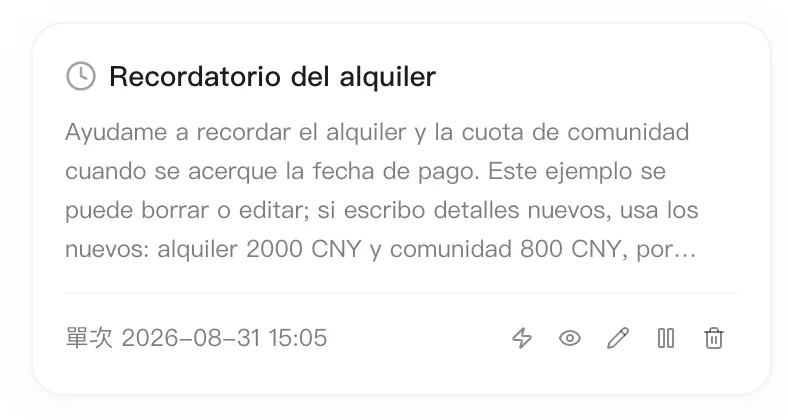 Recordatorio del alquiler
Ayudame a recordar el alquiler y la cuota de comunidad
cuando se acerque la fecha de pago. Este ejemplo se
puede borrar o editar; si escribo detalles nuevos, usa los
nuevos: alquiler 2000 CNY y comunidad 800 CNY, por...
單次 2026-08-31 15:05